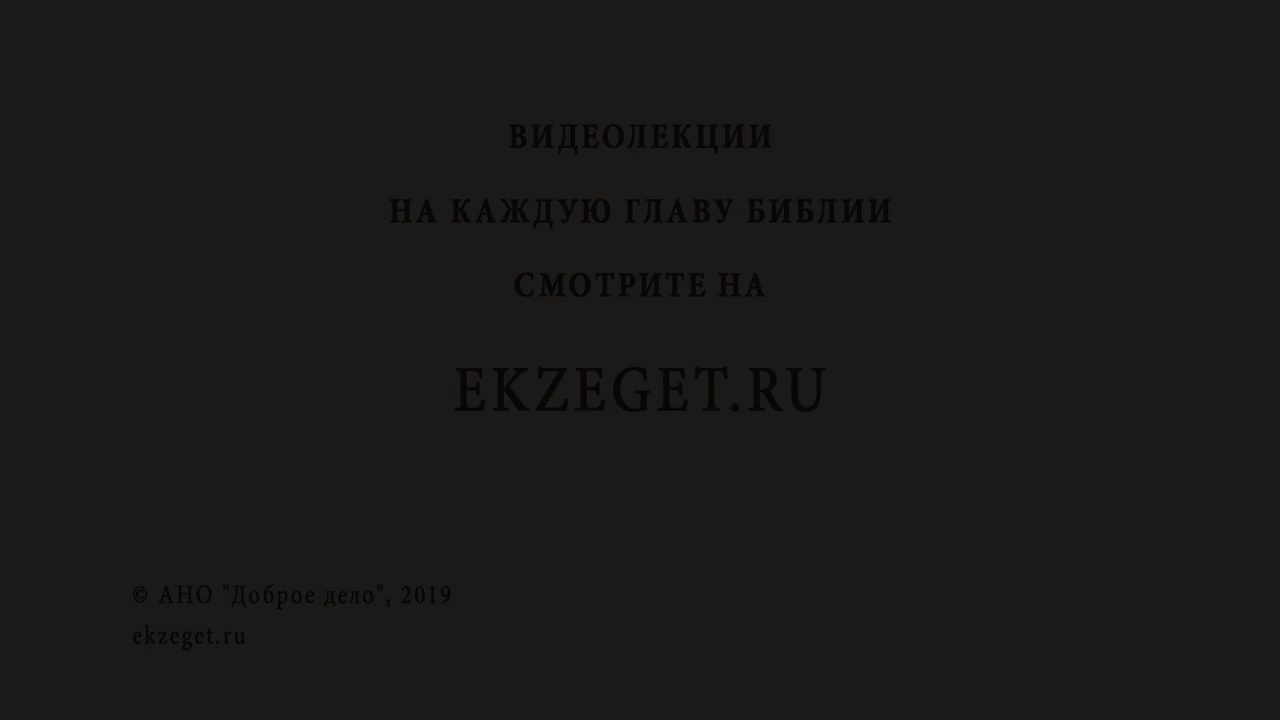 ВИДЕОЛЕКЦИИ
НА КАЖДУЮ ГЛАВУ БИБЛИИ
СМОТРИТЕ НА
EKZEGET.RU
© АНО "Доброе дело", 2019
ekzeget.ru